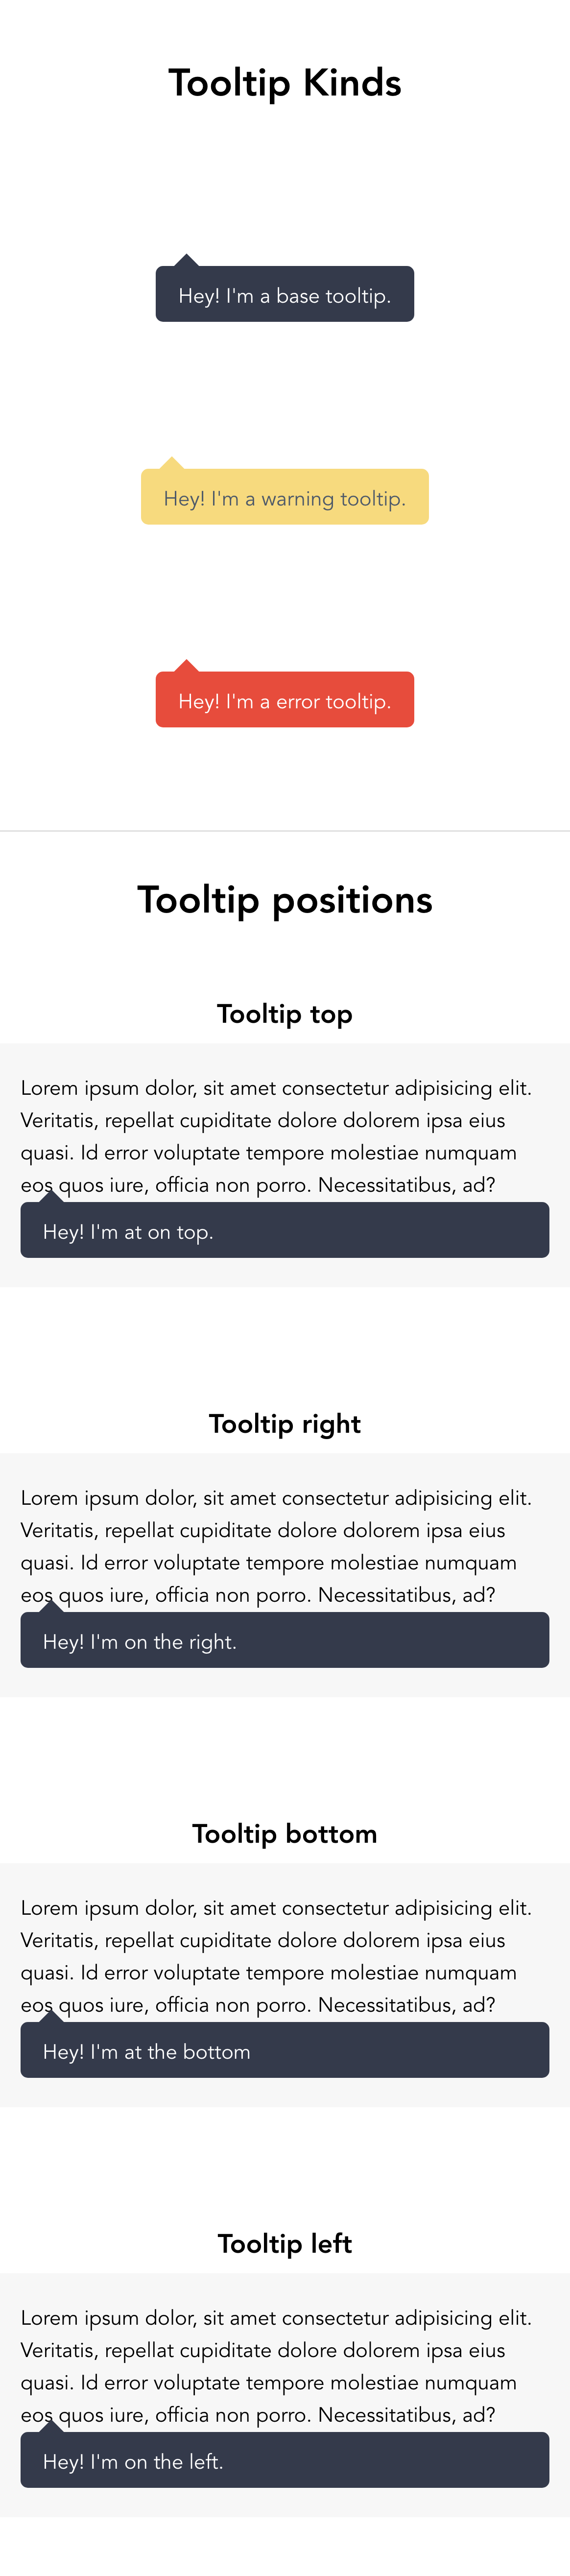 Tooltip Kinds
Hey! I'm a base tooltip.
Hey! I'm a warning tooltip.
Hey! I'm a error tooltip.
Tooltip positions
Tooltip top
Lorem ipsum dolor, sit amet consectetur adipisicing elit.
Veritatis, repellat cupiditate dolore dolorem ipsa eius
quasi. Id error voluptate tempore molestiae numquam
eos quos iure, officia non porro. Necessitatibus, ad?
Hey! I'm at on top.
Tooltip right
Lorem ipsum dolor, sit amet consectetur adipisicing elit.
Veritatis, repellat cupiditate dolore dolorem ipsa eius
quasi. Id error voluptate tempore molestiae numquam
eos quos iure, officia non porro. Necessitatibus, ad?
Hey! I'm on the right.
Tooltip bottom
Lorem ipsum dolor, sit amet consectetur adipisicing elit.
Veritatis, repellat cupiditate dolore dolorem ipsa eius
quasi. Id error voluptate tempore molestiae numquam
eos quos iure, officia non porro. Necessitatibus, ad?
Hey! I'm at the bottom
Tooltip left
Lorem ipsum dolor, sit amet consectetur adipisicing elit.
Veritatis, repellat cupiditate dolore dolorem ipsa eius
quasi. Id error voluptate tempore molestiae numquam
eos quos iure, officia non porro. Necessitatibus, ad?
Hey! I'm on the left.